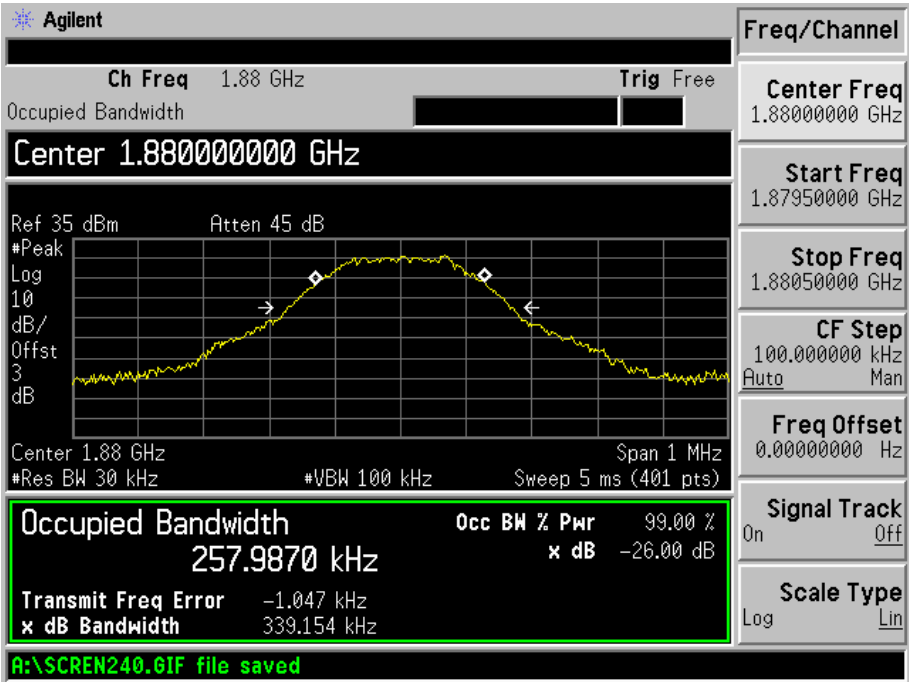 Agilent
Ch Freq 1.88 GHz Trig Free
Occupied Bandwidth
Center 1.880000000 GHz
Ref 35 dBm Atten 45 dB
#Peak
Log
10
dB/
Offst
3
dB
Center 1.88 GHz Span 1 MHz
#Res BW 30 kHz #VBW 100 kHz Sweep 5 ms (401 pts)
Occupied Bandwidth
257.9870 kHz
Occ BW % Pwr 99.00 %
x dB -26.00 dB
Transmit Freq Error -1.047 kHz
x dB Bandwidth 339.154 kHz
A:\SCREN240.GIF file saved
Freq/Channel
Center Freq
1.88000000 GHz
Start Freq
1.87950000 GHz
Stop Freq
1.88050000 GHz
CF Step
100.000000 kHz
Auto Man
Freq Offset
0.00000000 Hz
Signal Track
On Off
Scale Type
Log Lin